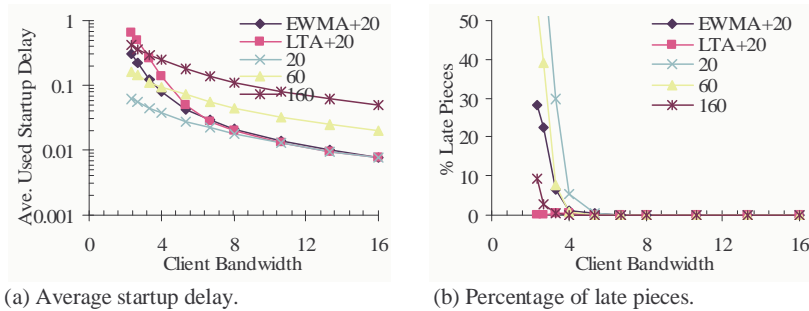 1
0.1
0.01
0.001
Ave. Used Startup Delay
0 4 8 12 16
Client Bandwidth
EWMA+20
LTA+20
20
60
160
(a) Average startup delay.
50
40
30
20
10
0
% Late Pieces
0 4 8 12 16
Client Bandwidth
EWMA+20
LTA+20
20
60
160
(b) Percentage of late pieces.